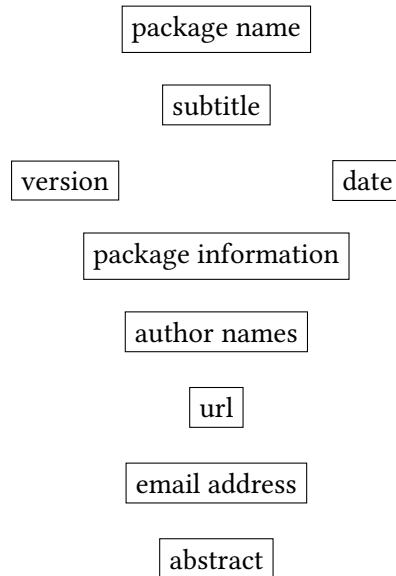 package name
subtitle
version date
package information
author names
url
email address
abstract